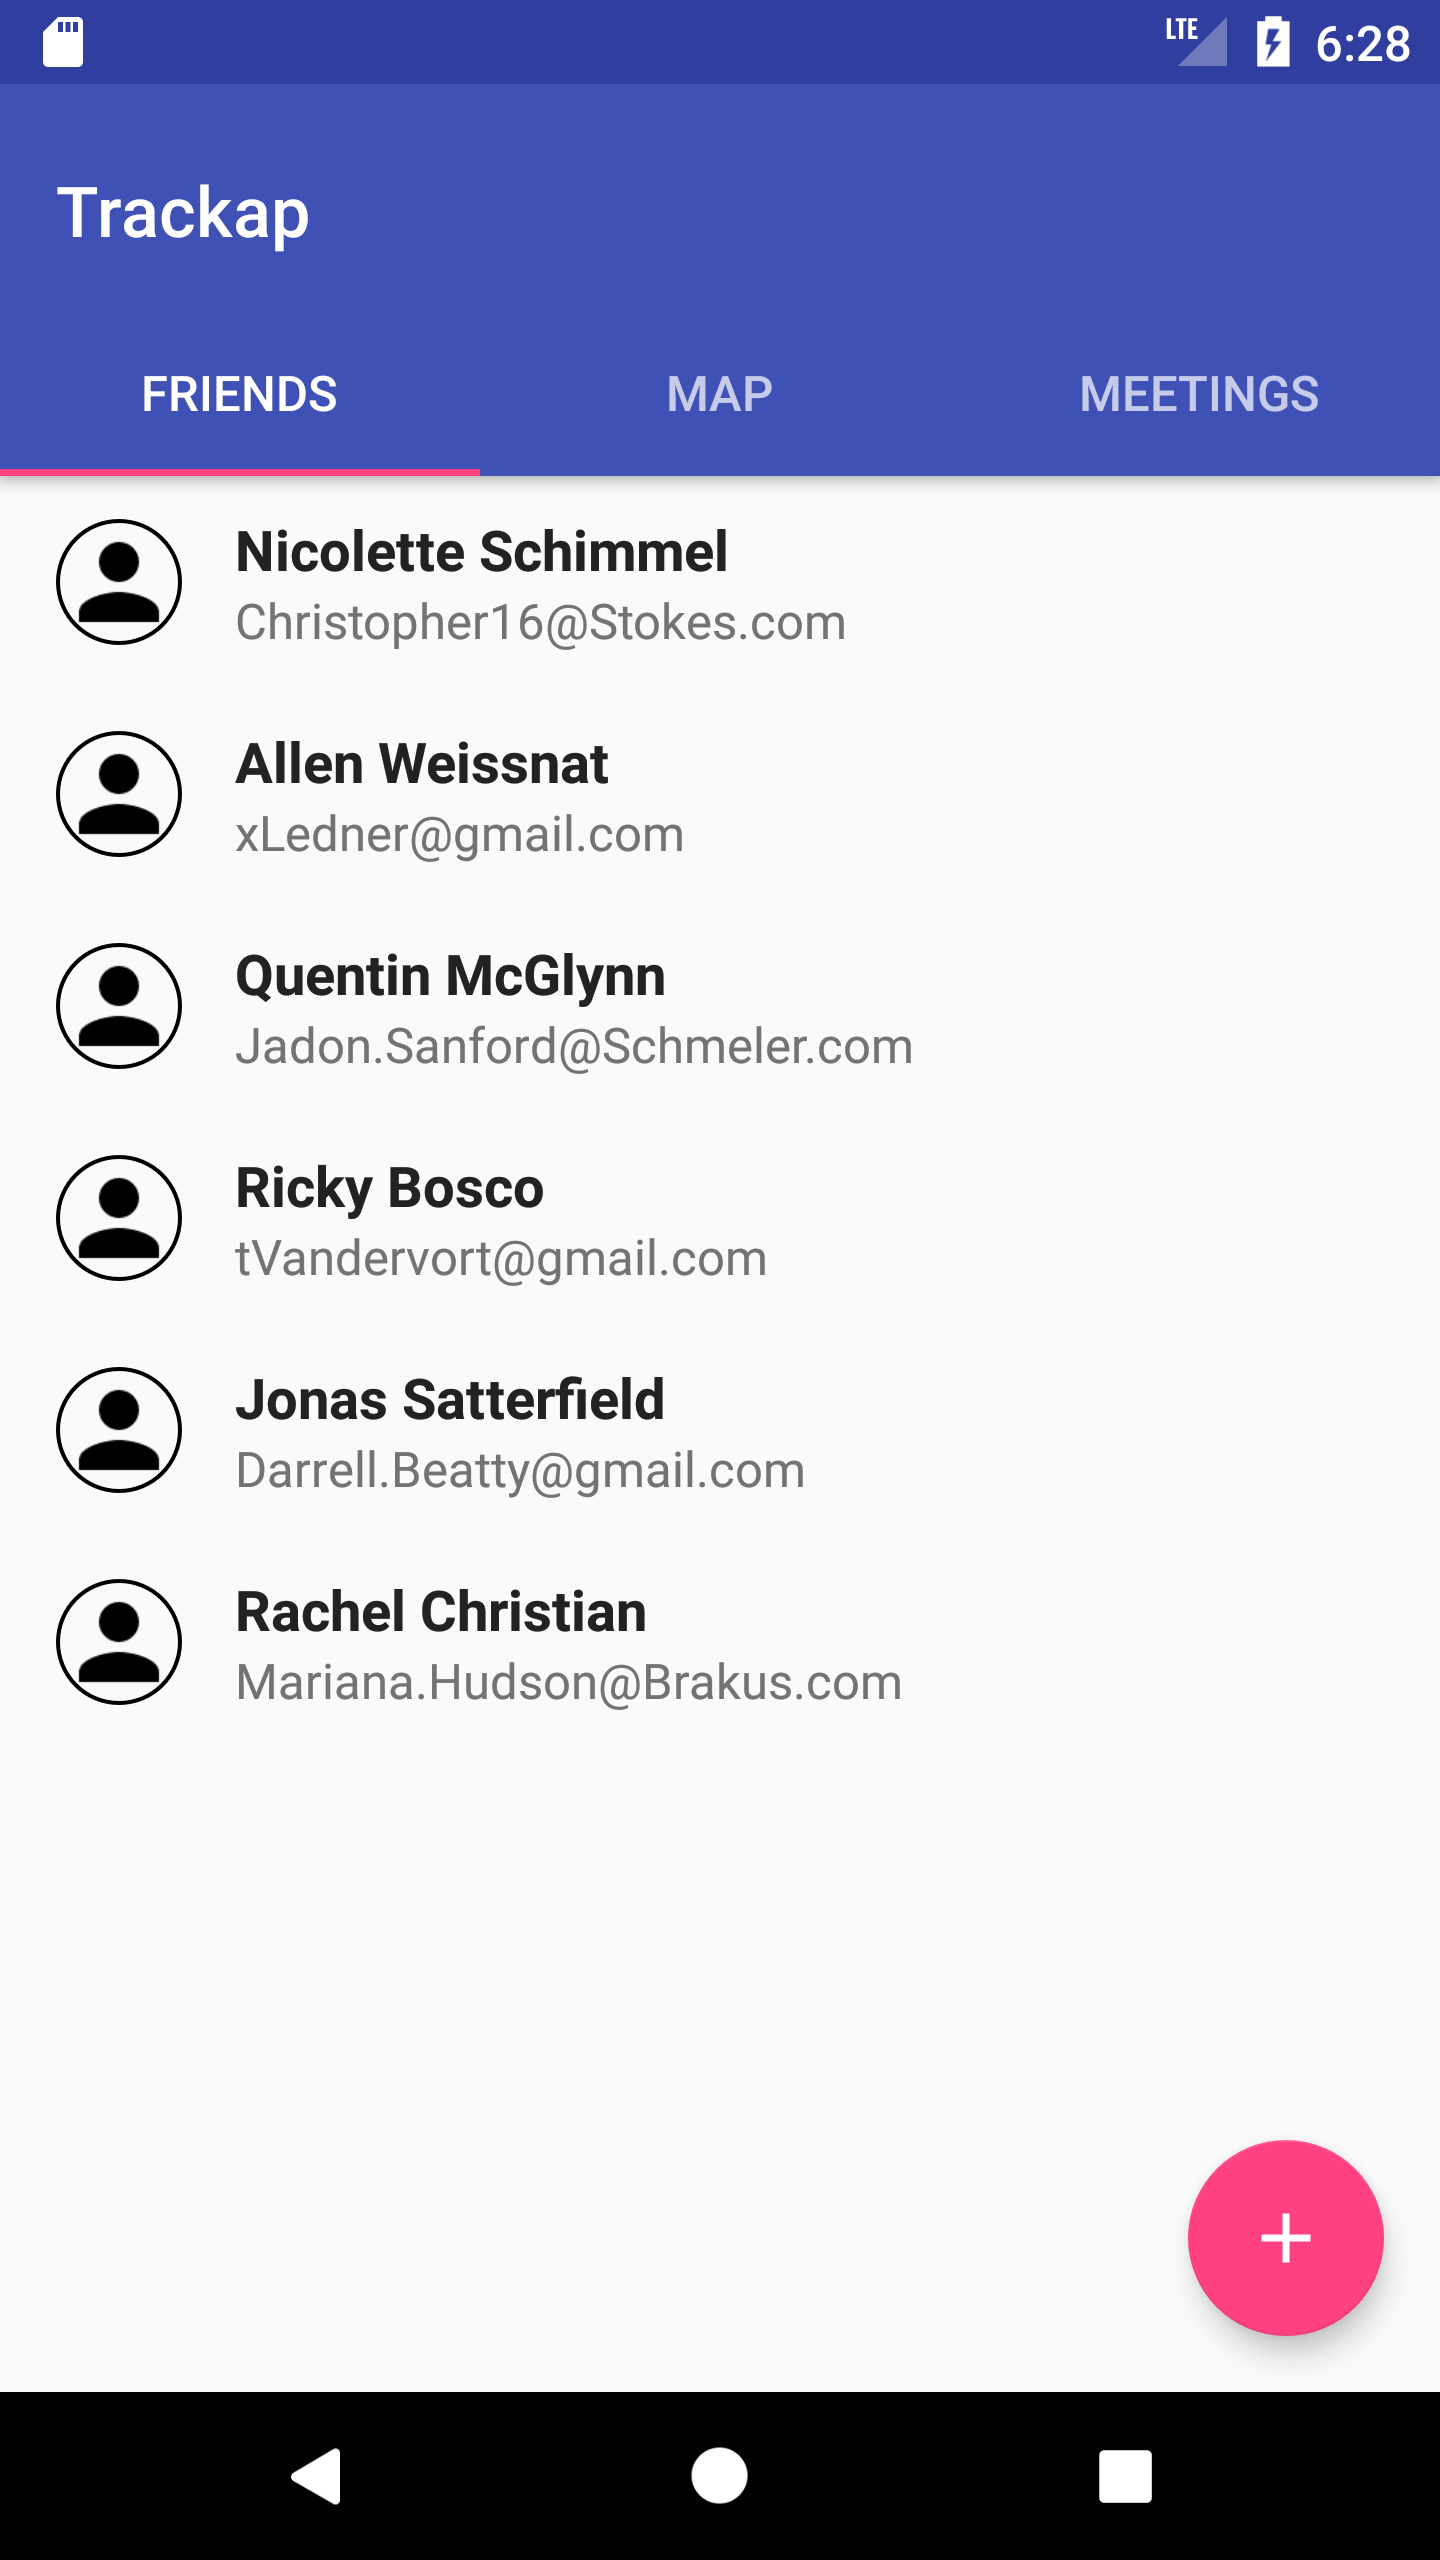 LTE 6:28
Trackap
FRIENDS MAP MEETINGS
Nicolette Schimmel
Christopher16@Stokes.com
Allen Weissnat
xLedner@gmail.com
Quentin McGlynn
Jadon.Sanford@Schmeler.com
Ricky Bosco
tVandervort@gmail.com
Jonas Satterfield
Darrell.Beatty@gmail.com
Rachel Christian
Mariana.Hudson@Brakus.com